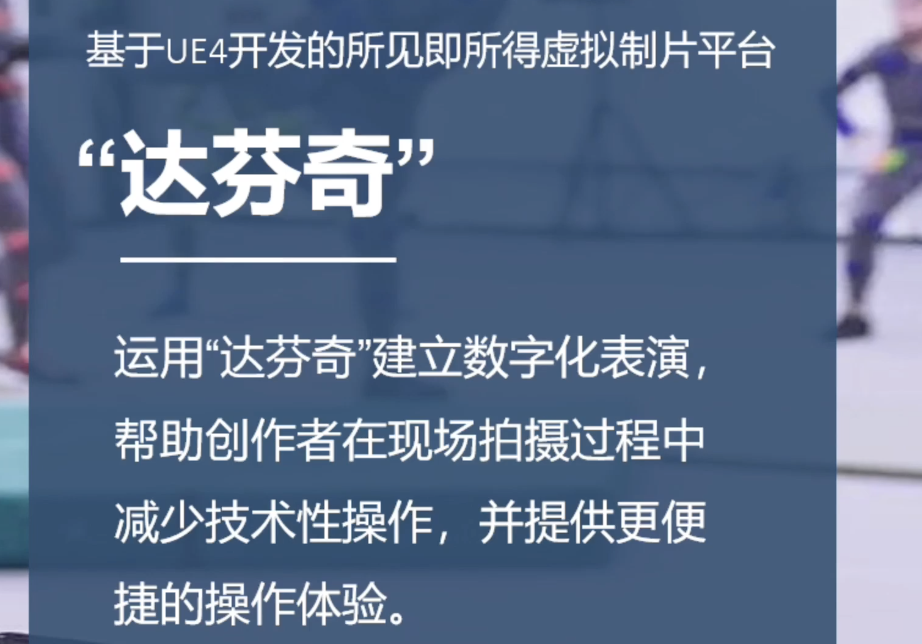 基于UE4开发的所见即所得虚拟制片平台
“达芬奇”
运用“达芬奇”建立数字化表演，
帮助创作者在现场拍摄过程中
减少技术性操作，并提供更便
捷的操作体验。